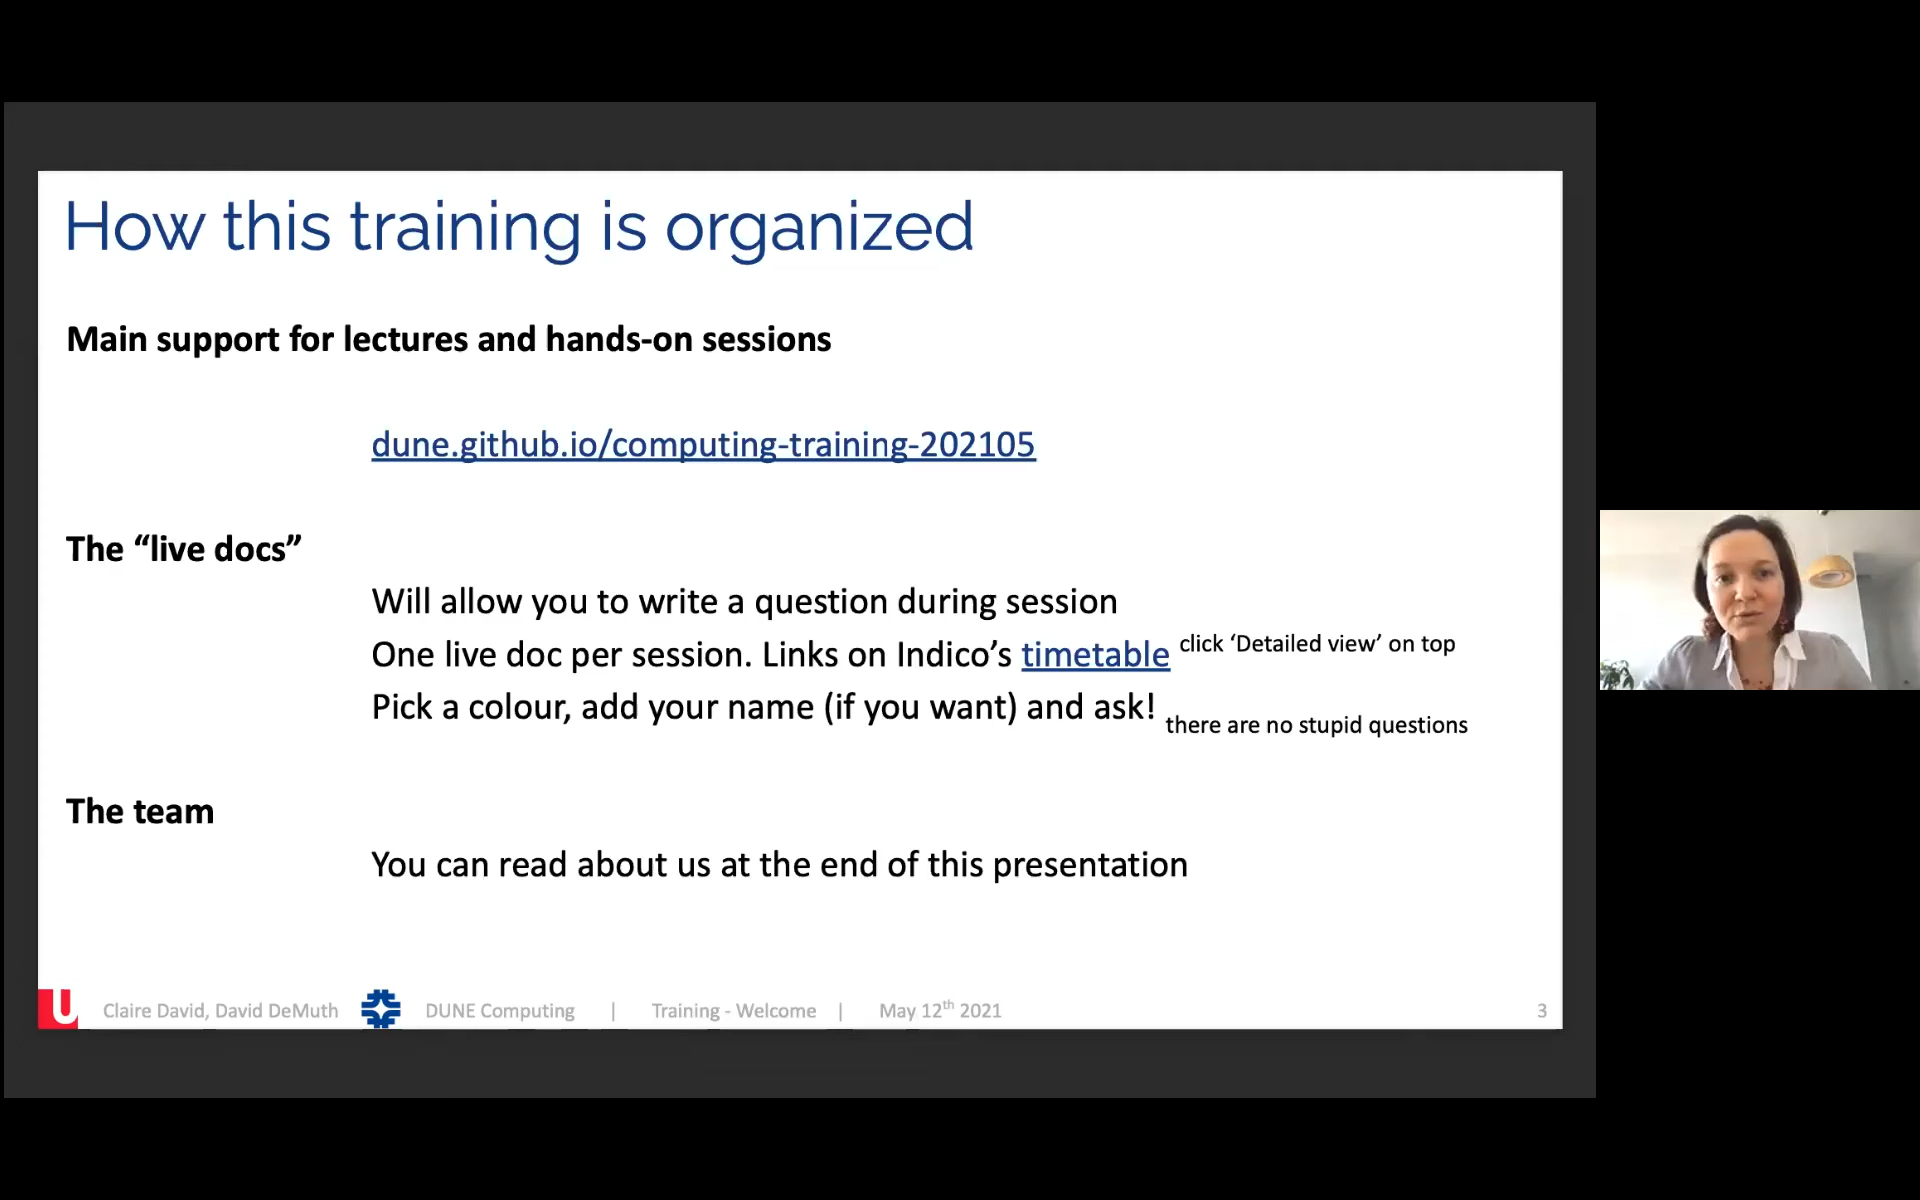 How this training is organized
Main support for lectures and hands-on sessions
dune.github.io/computing-training-202105
The “live docs”
Will allow you to write a question during session
One live doc per session. Links on Indico’s timetable click ‘Detailed view’ on top
Pick a colour, add your name (if you want) and ask! there are no stupid questions
The team
You can read about us at the end of this presentation
U Claire David, David DeMuth DUNE Computing | Training - Welcome | May 12th 2021 3